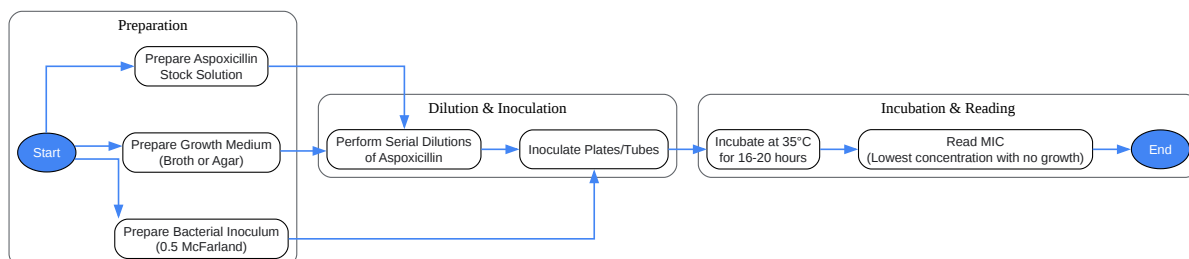 Preparation
Prepare Aspoxicillin
Stock Solution
Start
Prepare Growth Medium
(Broth or Agar)
Prepare Bacterial Inoculum
(0.5 McFarland)
Dilution & Inoculation
Perform Serial Dilutions
of Aspoxicillin
Inoculate Plates/Tubes
Incubation & Reading
Incubate at 35°C
for 16-20 hours
Read MIC
(Lowest concentration with no growth)
End